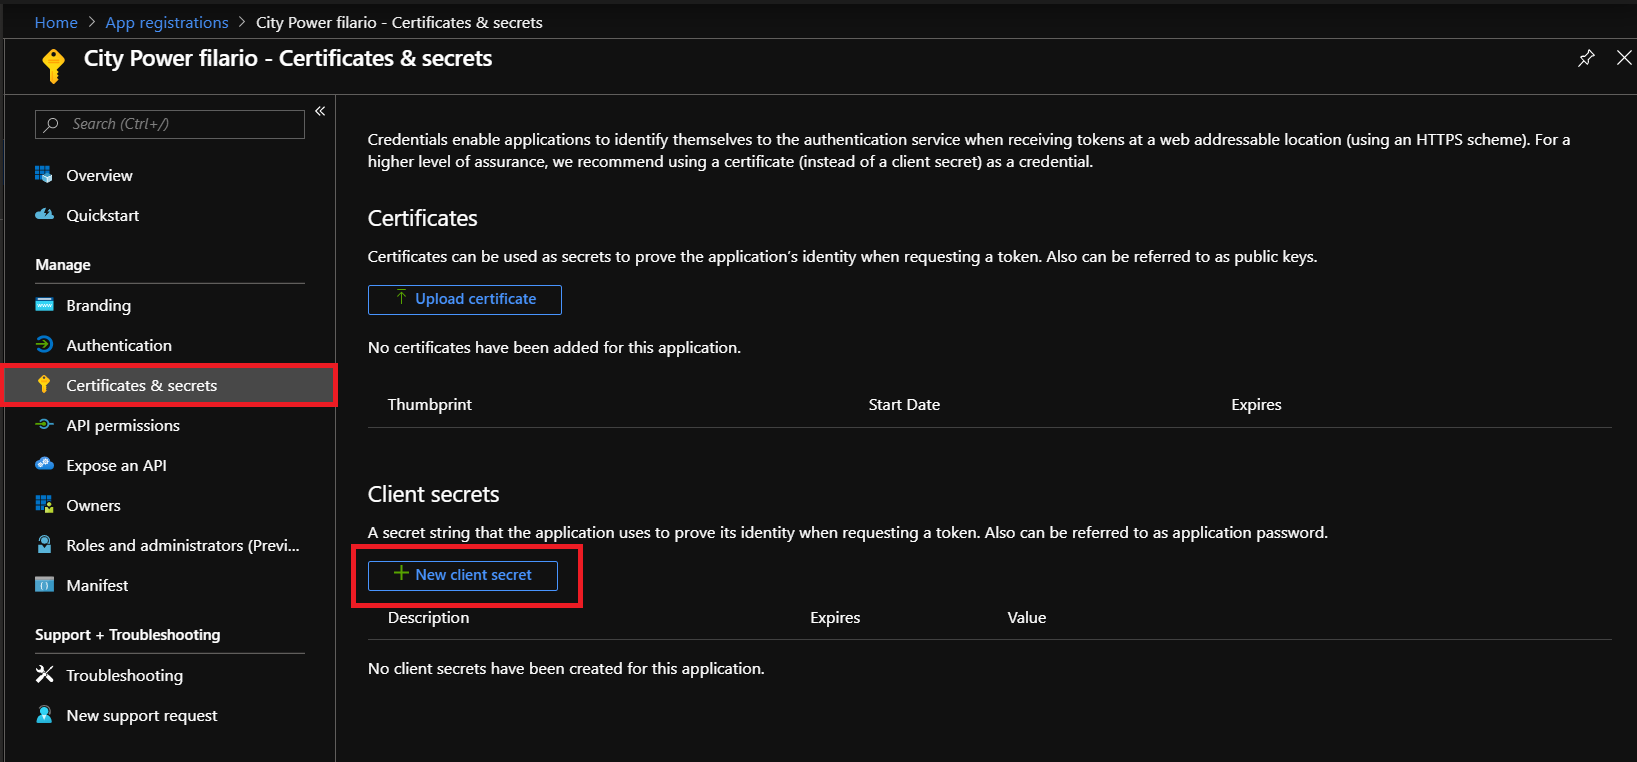 Home > App registrations > City Power filario - Certificates & secrets
City Power filario - Certificates & secrets
Search (Ctrl+/)
«
Overview
Quickstart
Manage
Branding
Authentication
Certificates & secrets
API permissions
Expose an API
Owners
Roles and administrators (Previ...
Manifest
Support + Troubleshooting
Troubleshooting
New support request
Credentials enable applications to identify themselves to the authentication service when receiving tokens at a web addressable location (using an HTTPS scheme). For a
higher level of assurance, we recommend using a certificate (instead of a client secret) as a credential.
Certificates
Certificates can be used as secrets to prove the application’s identity when requesting a token. Also can be referred to as public keys.
Upload certificate
No certificates have been added for this application.
Thumbprint Start Date Expires
Client secrets
A secret string that the application uses to prove its identity when requesting a token. Also can be referred to as application password.
New client secret
Description Expires Value
No client secrets have been created for this application.